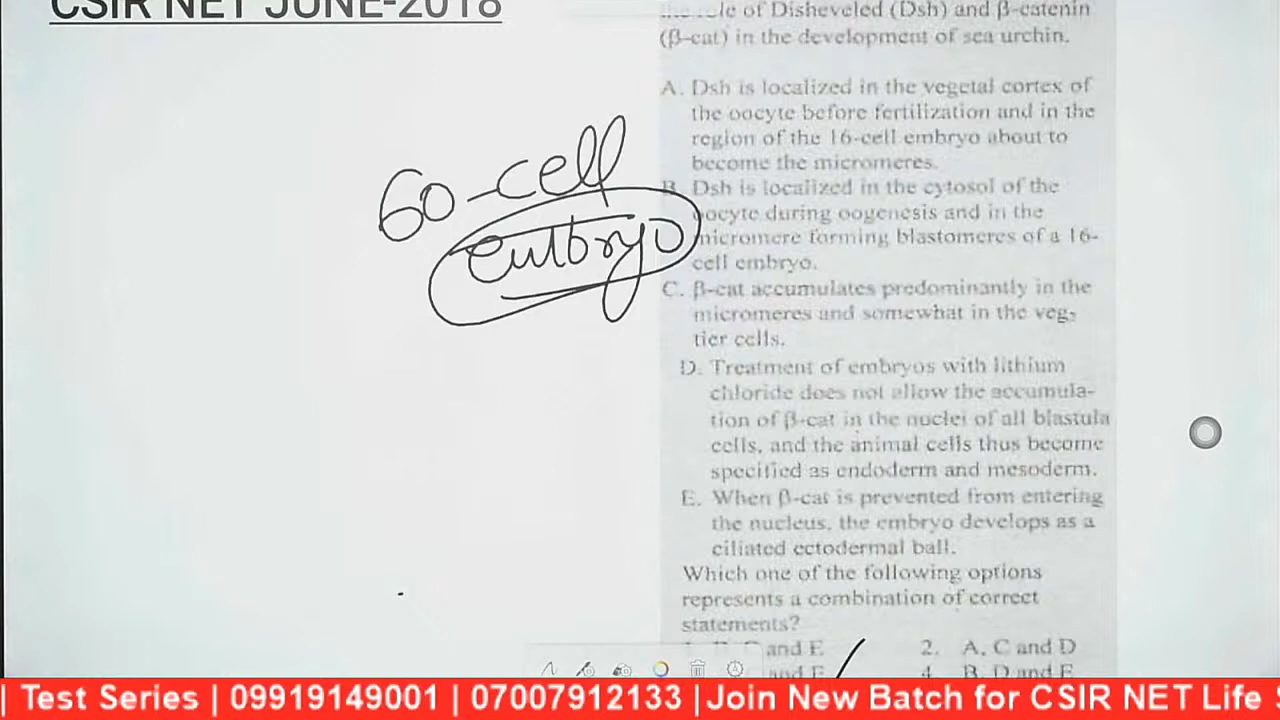 CSIR NET JUNE-2018
the role of Disheveled (Dsh) and β-catenin
(β-cat) in the development of sea urchin.
A. Dsh is localized in the vegetal cortex of
the oocyte before fertilization and in the
region of the 16-cell embryo about to
become the micromeres.
B. Dsh is localized in the cytosol of the
oocyte during oogenesis and in the
micromere forming blastomeres of a 16-
cell embryo.
C. β-cat accumulates predominantly in the
micromeres and somewhat in the veg2
tier cells.
D. Treatment of embryos with lithium
chloride does not allow the accumula-
tion of β-cat in the nuclei of all blastula
cells, and the animal cells thus become
specified as endoderm and mesoderm.
E. When β-cat is prevented from entering
the nucleus, the embryo develops as a
ciliated ectodermal ball.
Which one of the following options
represents a combination of correct
statements?
and E 2. A, C and D
and E 4. B, D and E
60-cell
embryo
| Test Series | 09919149001 | 07007912133 |Join New Batch for CSIR NET Life